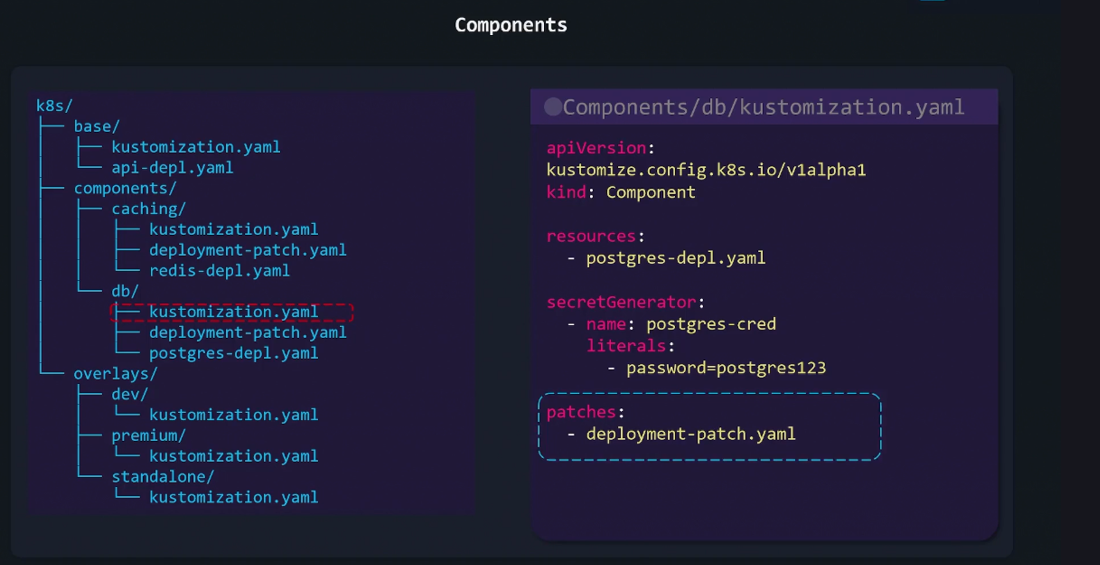 Components
k8s/
├── base/
│   ├── kustomization.yaml
│   └── api-depl.yaml
├── components/
│   ├── caching/
│   │   ├── kustomization.yaml
│   │   ├── deployment-patch.yaml
│   │   └── redis-depl.yaml
│   └── db/
│       ├── kustomization.yaml
│       ├── deployment-patch.yaml
│       └── postgres-depl.yaml
└── overlays/
    ├── dev/
    │   └── kustomization.yaml
    ├── premium/
    │   └── kustomization.yaml
    └── standalone/
        └── kustomization.yaml
Components/db/kustomization.yaml
apiVersion:
kustomize.config.k8s.io/v1alpha1
kind: Component
resources:
  - postgres-depl.yaml
secretGenerator:
  - name: postgres-cred
    literals:
      - password=postgres123
patches:
  - deployment-patch.yaml